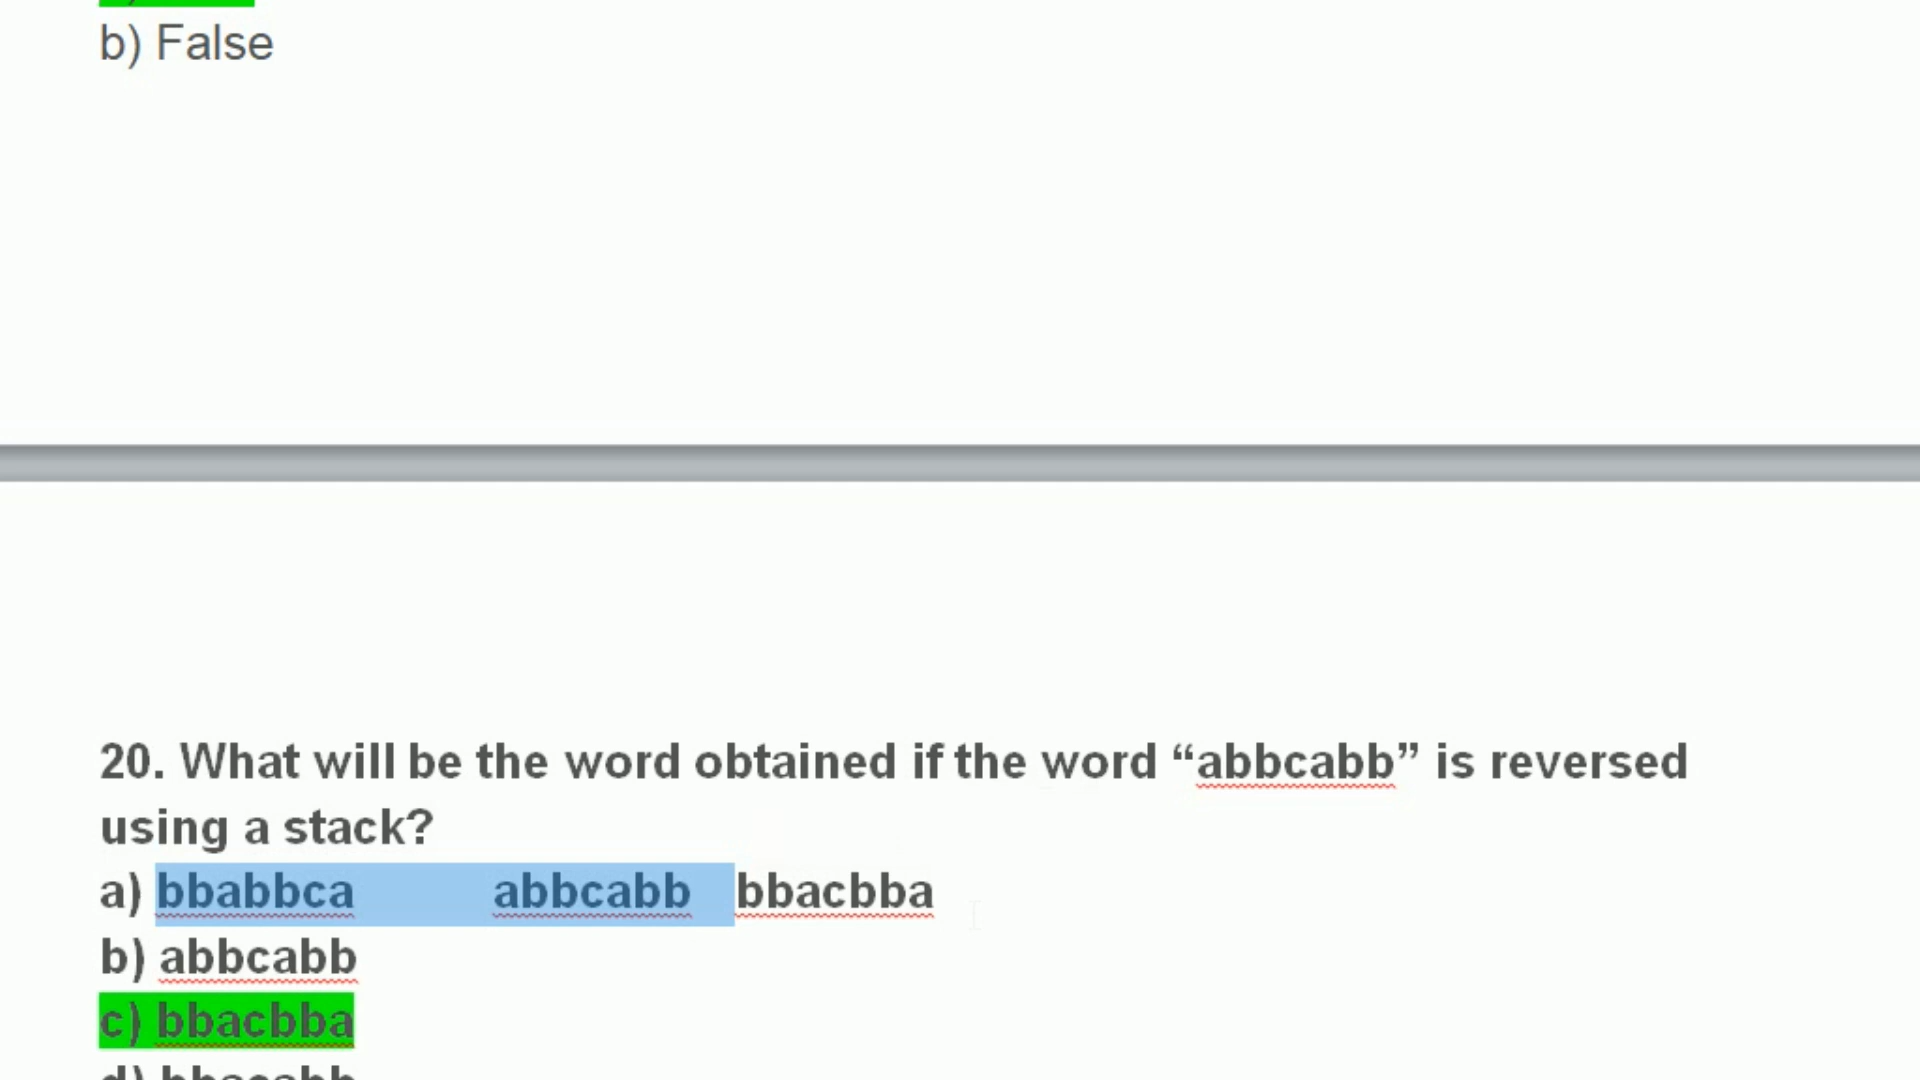 b) False
20. What will be the word obtained if the word “abbcabb” is reversed
using a stack?
a) bbabbca abbcabb bbacbba
b) abbcabb
c) bbacbba
d) bbacabb